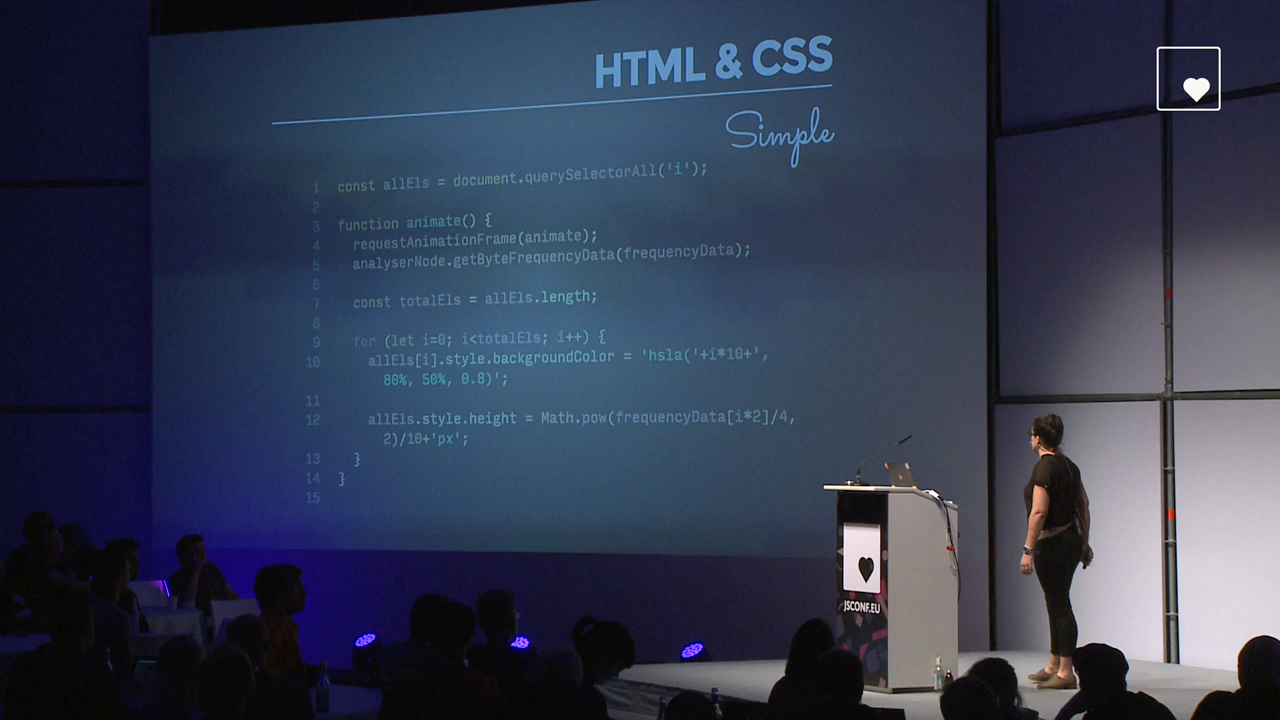 HTML & CSS
Simple
1 const allEls = document.querySelectorAll('i');
2
3 function animate() {
4 requestAnimationFrame(animate);
5 analyserNode.getByteFrequencyData(frequencyData);
6
7 const totalEls = allEls.length;
8
9 for (let i=0; i<totalEls; i++) {
10 allEls[i].style.backgroundColor = 'hsla('+i*10+',
80%, 50%, 0.8)';
11
12 allEls.style.height = Math.pow(frequencyData[i*2]/4,
2)/10+'px';
13 }
14 }
15
JSCONF.EU